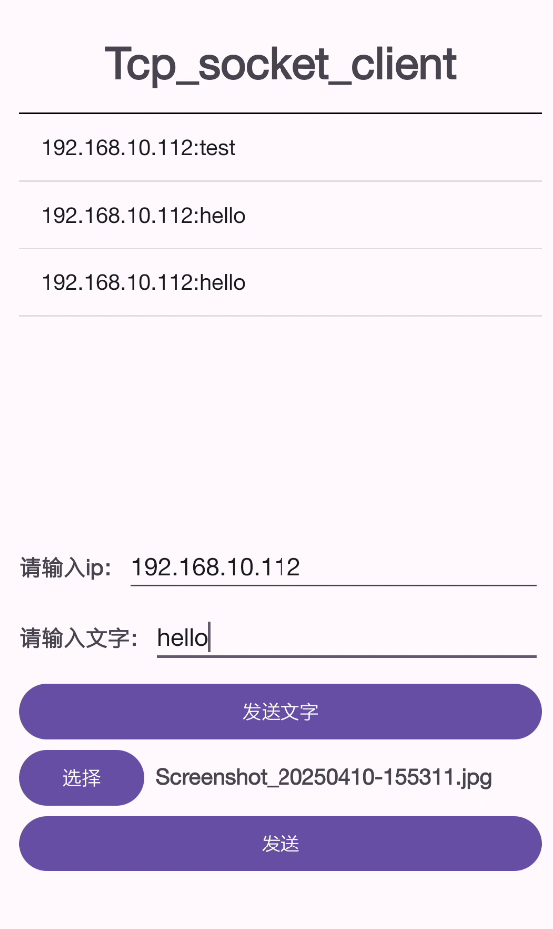 Tcp_socket_client
192.168.10.112:test
192.168.10.112:hello
192.168.10.112:hello
请输入ip： 192.168.10.112
请输入文字： hello
发送文字
选择 Screenshot_20250410-155311.jpg
发送